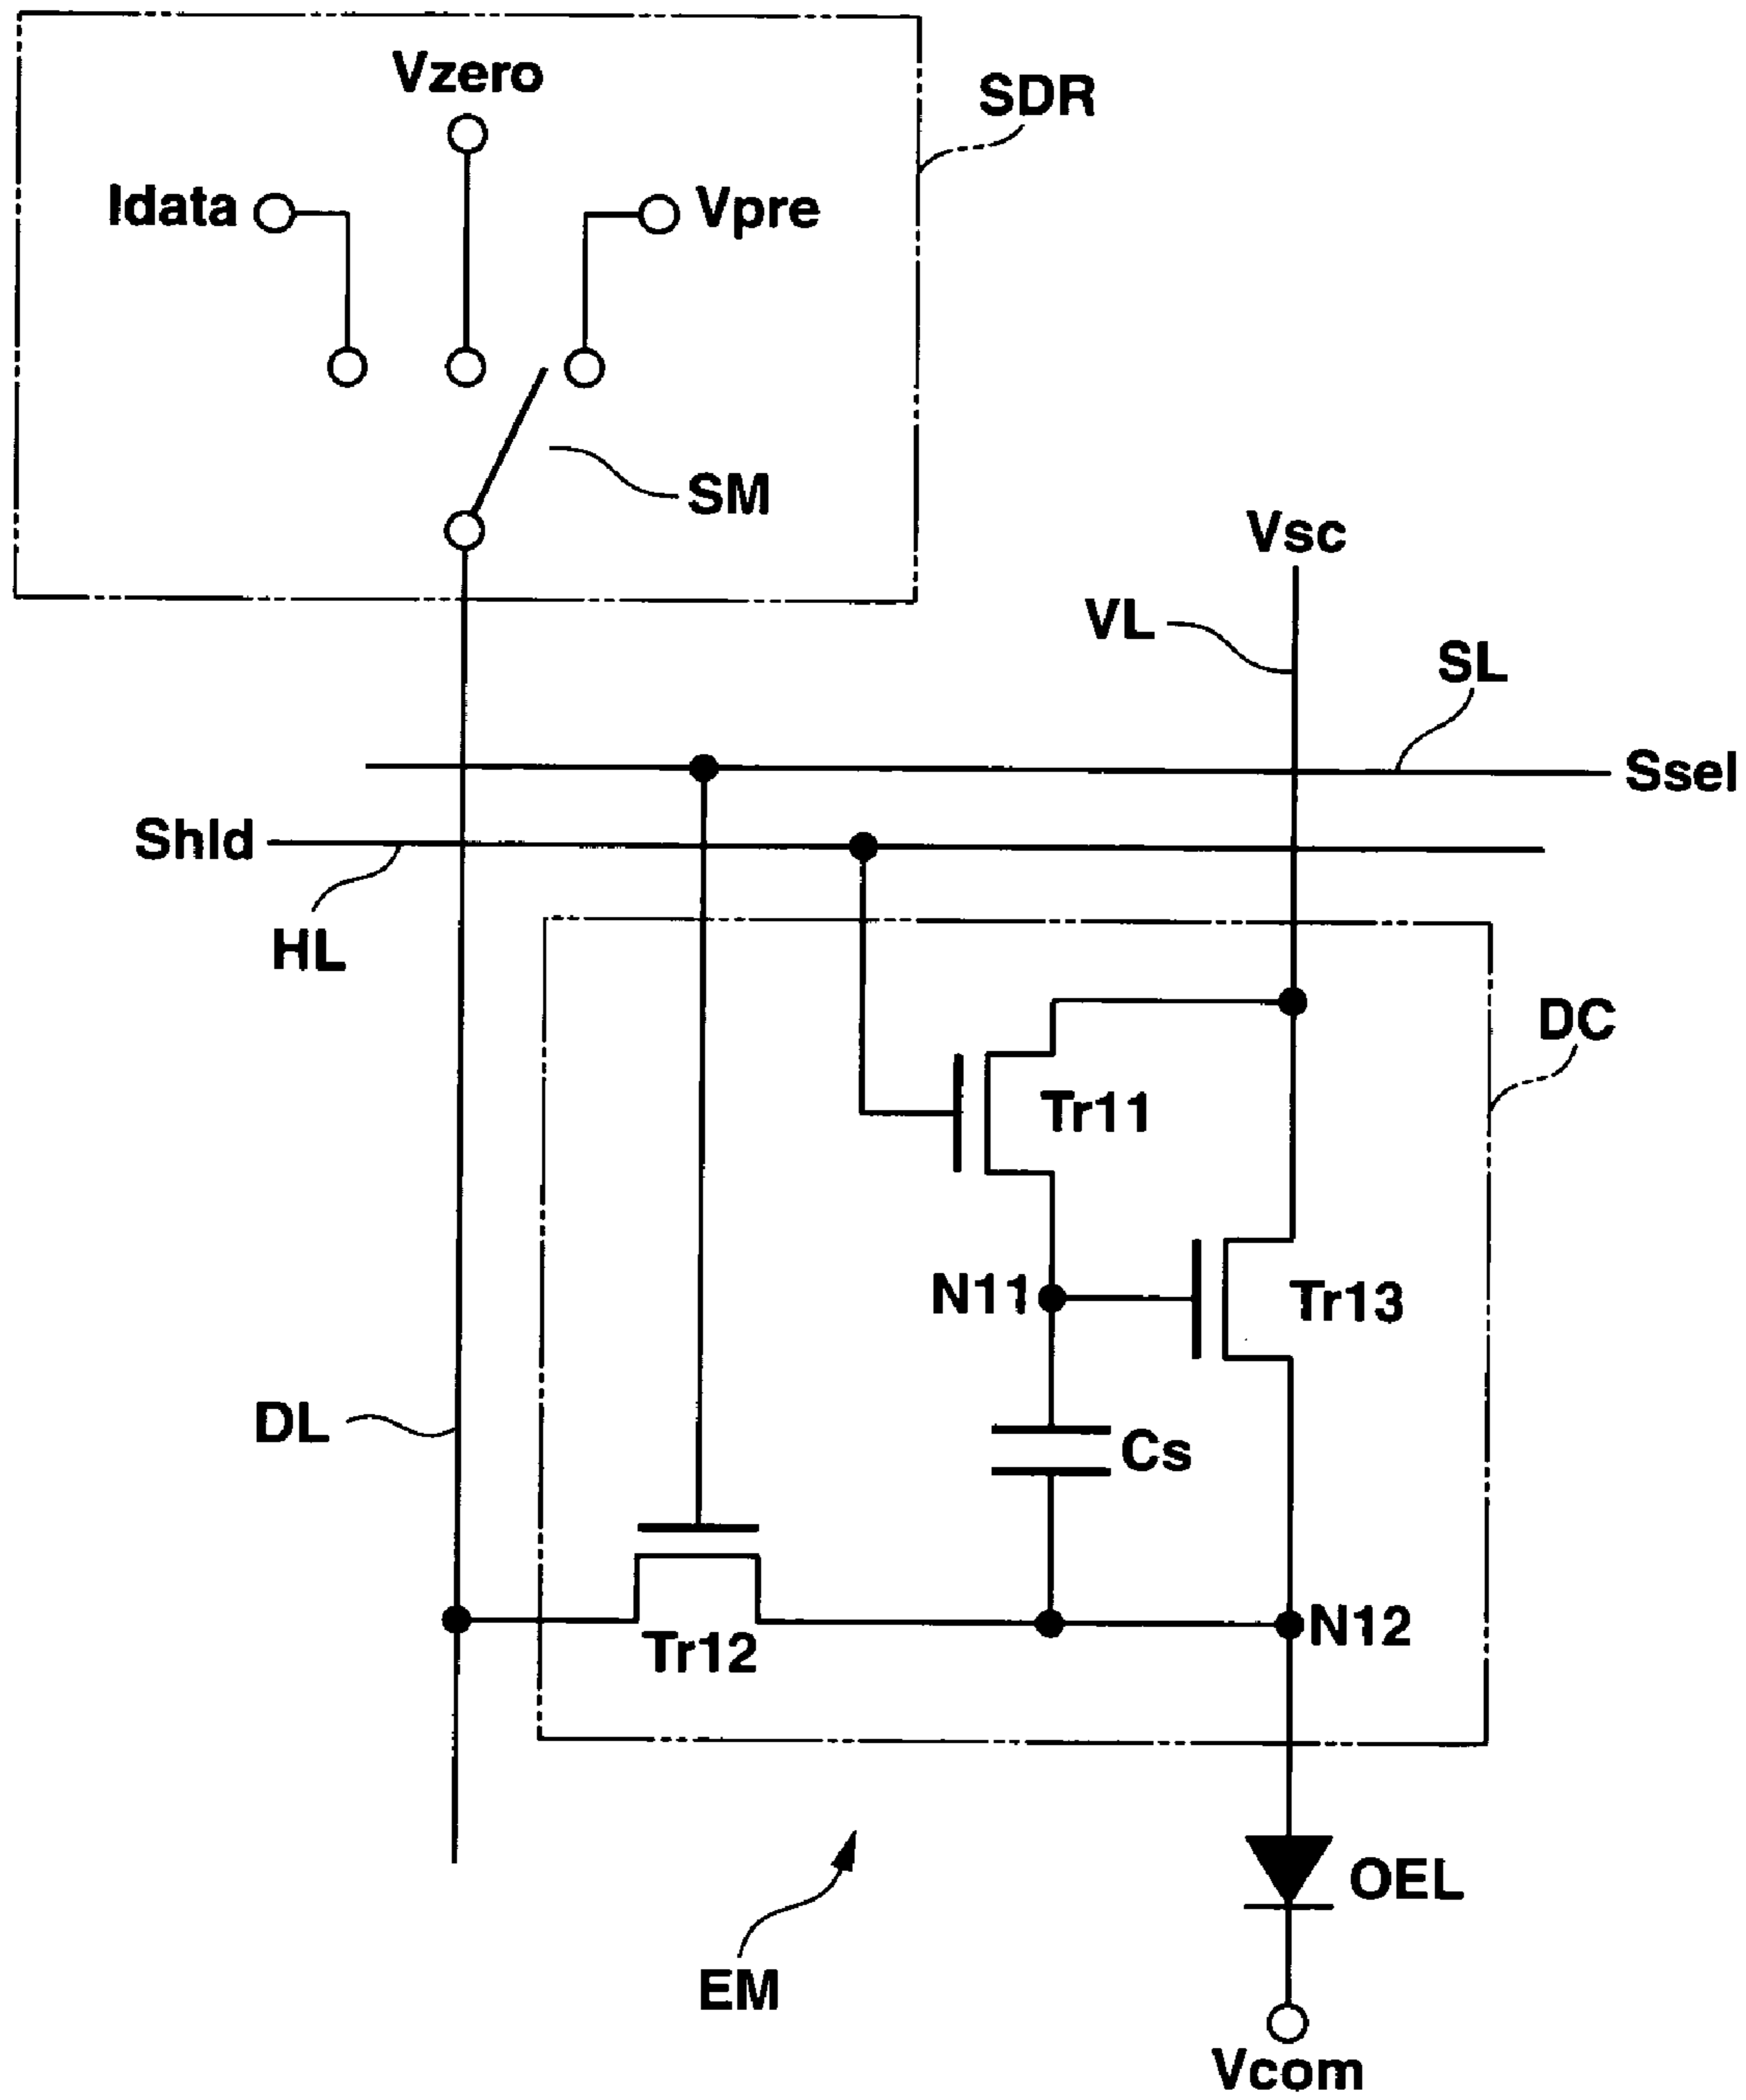 Vzero
SDR
Idata
Vpre
SM
Vsc
VL
SL
Ssel
Shld
HL
DC
Tr11
N11
Tr13
DL
Cs
Tr12
N12
OEL
EM
Vcom